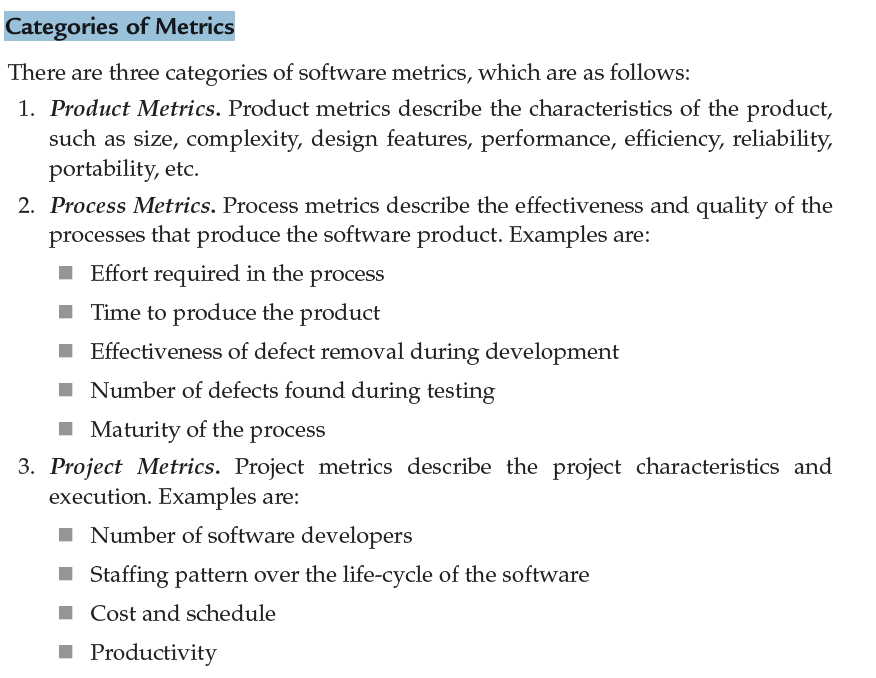 Categories of Metrics
There are three categories of software metrics, which are as follows:
1. Product Metrics. Product metrics describe the characteristics of the product,
such as size, complexity, design features, performance, efficiency, reliability,
portability, etc.
2. Process Metrics. Process metrics describe the effectiveness and quality of the
processes that produce the software product. Examples are:
■ Effort required in the process
■ Time to produce the product
■ Effectiveness of defect removal during development
■ Number of defects found during testing
■ Maturity of the process
3. Project Metrics. Project metrics describe the project characteristics and
execution. Examples are:
■ Number of software developers
■ Staffing pattern over the life-cycle of the software
■ Cost and schedule
■ Productivity